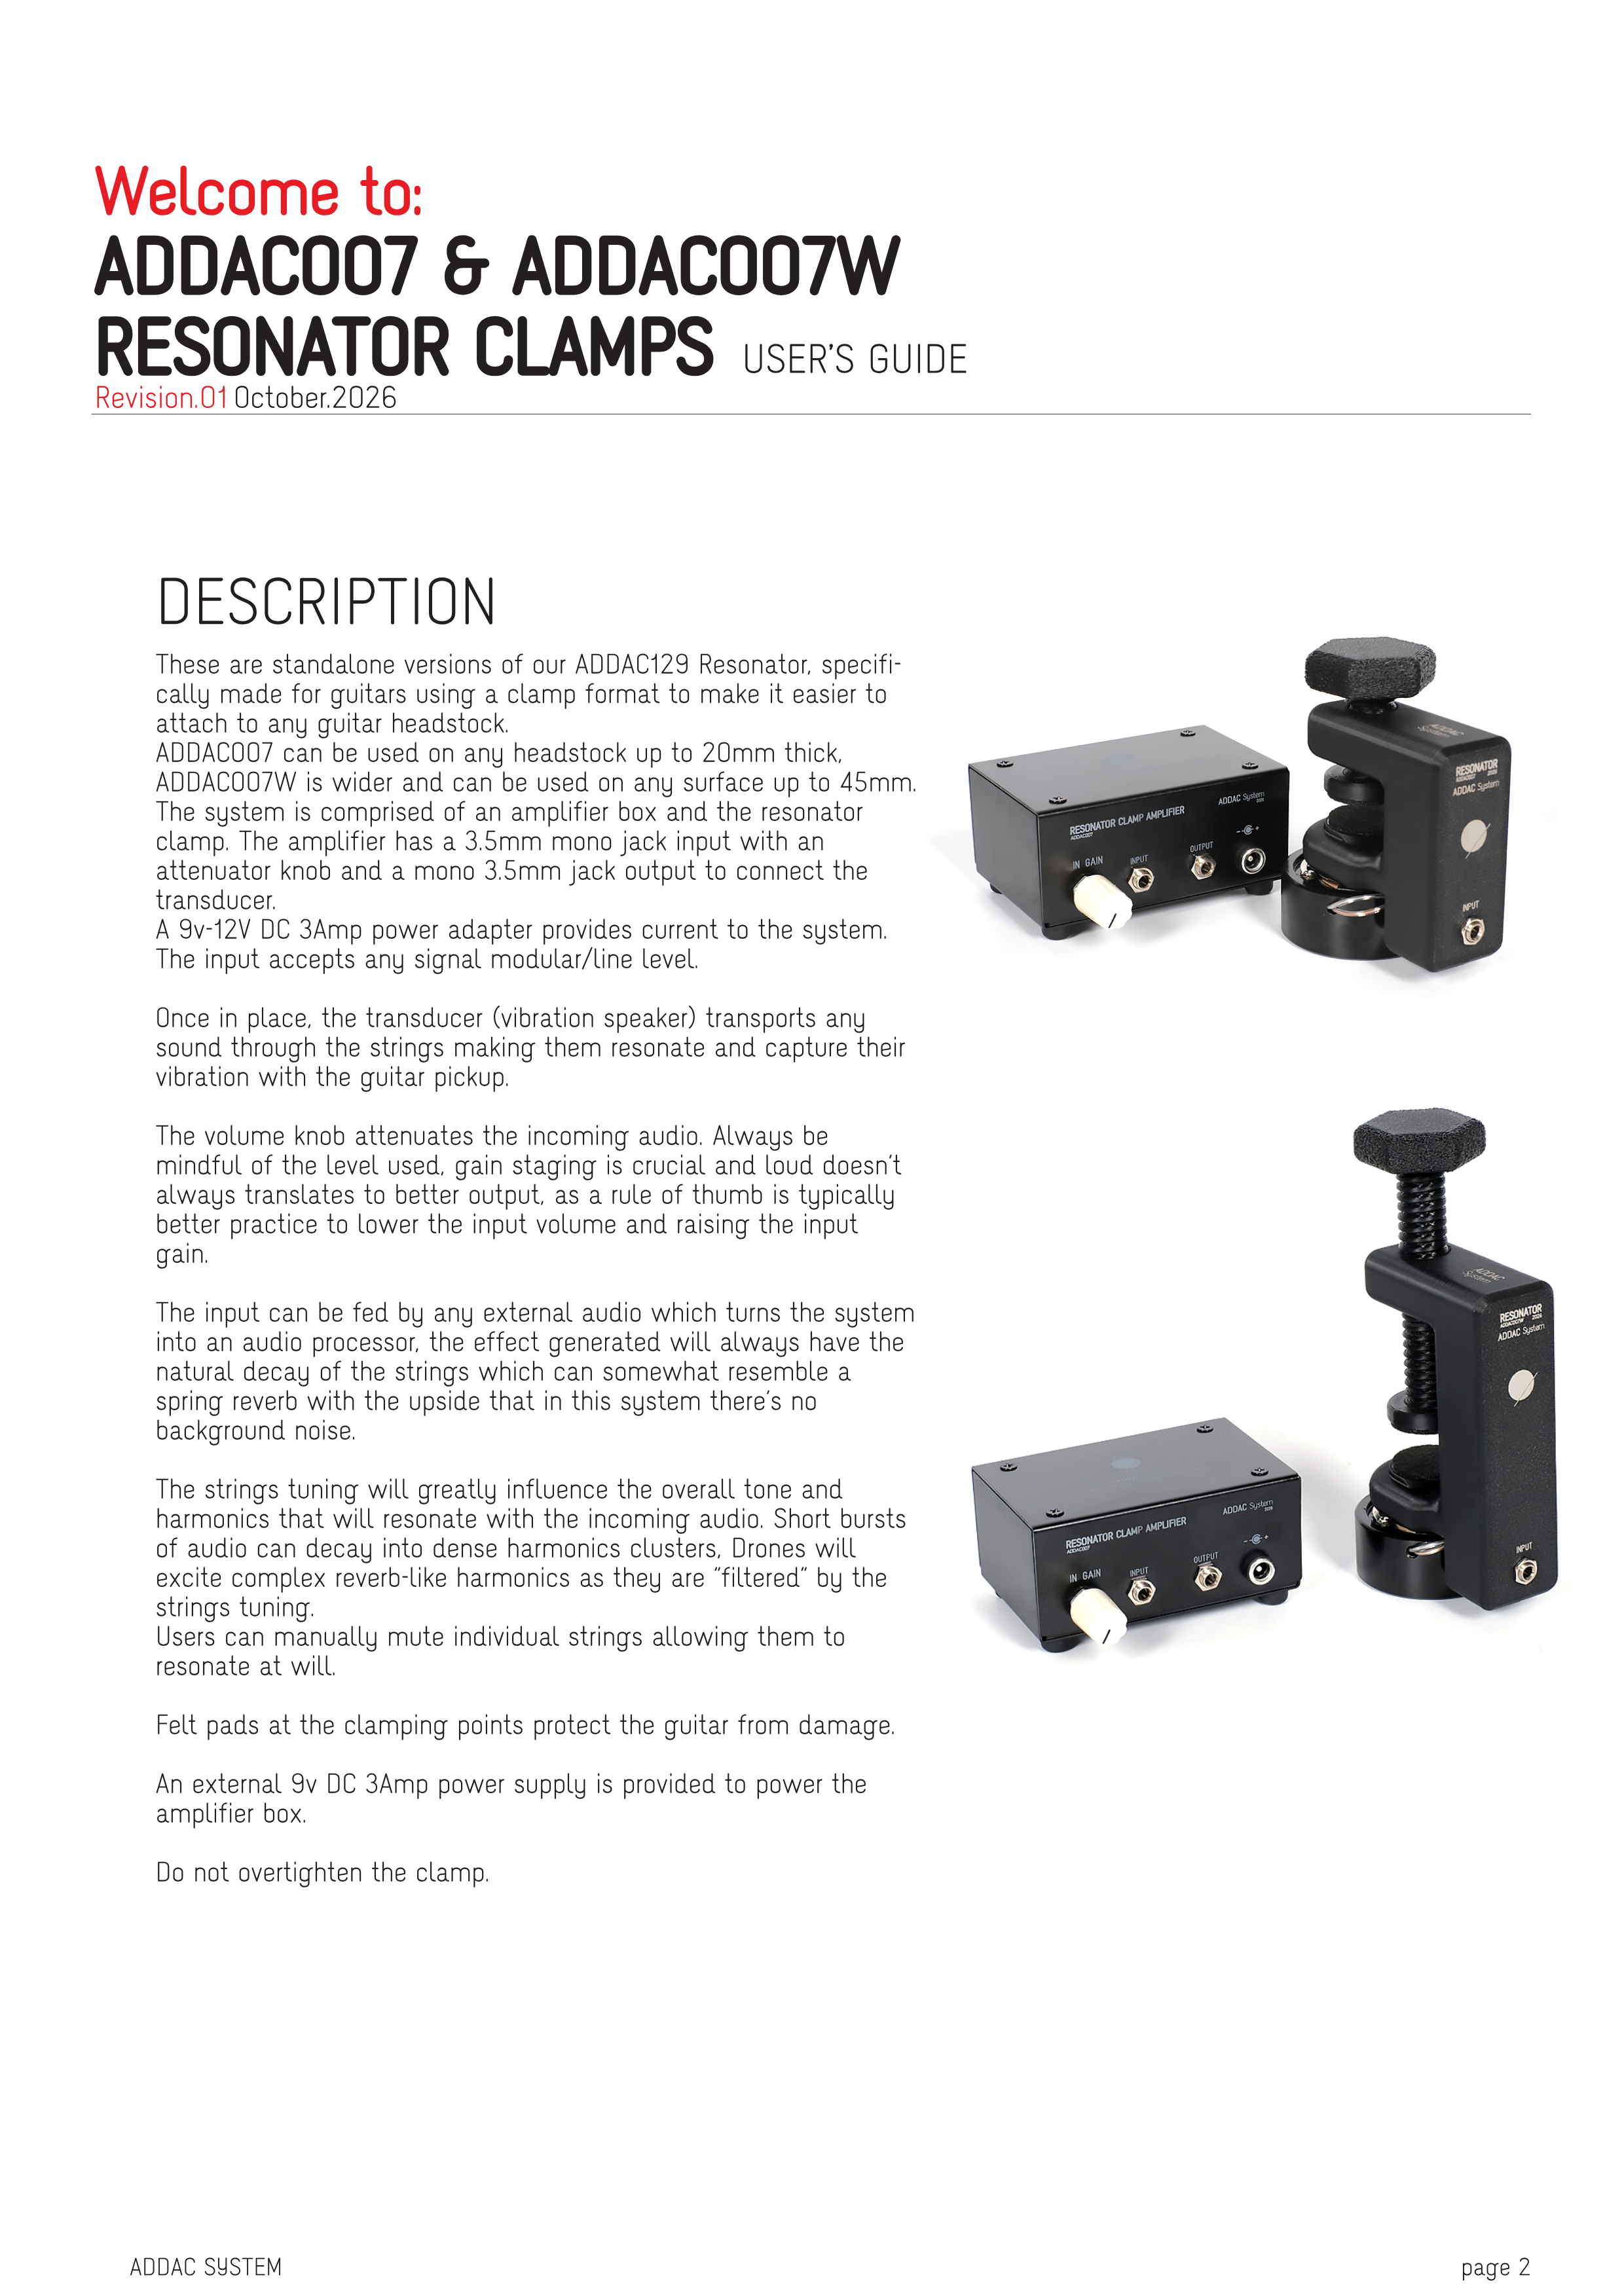 Welcome to:
ADDAC007 & ADDAC007W
RESONATOR CLAMPS USER'S GUIDE
Revision.01 October.2026
DESCRIPTION
These are standalone versions of our ADDAC129 Resonator, specifi-
cally made for guitars using a clamp format to make it easier to
attach to any guitar headstock.
ADDAC007 can be used on any headstock up to 20mm thick,
ADDAC007W is wider and can be used on any surface up to 45mm.
The system is comprised of an amplifier box and the resonator
clamp. The amplifier has a 3.5mm mono jack input with an
attenuator knob and a mono 3.5mm jack output to connect the
transducer.
A 9v-12V DC 3Amp power adapter provides current to the system.
The input accepts any signal modular/line level.
Once in place, the transducer (vibration speaker) transports any
sound through the strings making them resonate and capture their
vibration with the guitar pickup.
The volume knob attenuates the incoming audio. Always be
mindful of the level used, gain staging is crucial and loud doesn't
always translates to better output, as a rule of thumb is typically
better practice to lower the input volume and raising the input
gain.
The input can be fed by any external audio which turns the system
into an audio processor, the effect generated will always have the
natural decay of the strings which can somewhat resemble a
spring reverb with the upside that in this system there's no
background noise.
The strings tuning will greatly influence the overall tone and
harmonics that will resonate with the incoming audio. Short bursts
of audio can decay into dense harmonics clusters, Drones will
excite complex reverb-like harmonics as they are "filtered" by the
strings tuning.
Users can manually mute individual strings allowing them to
resonate at will.
Felt pads at the clamping points protect the guitar from damage.
An external 9v DC 3Amp power supply is provided to power the
amplifier box.
Do not overtighten the clamp.
RESONATOR CLAMP AMPLIFIER
ADDAC007
ADDAC System
IN GAIN
INPUT
OUTPUT
ADDAC
System
RESONATOR
ADDAC007
ADDAC System
INPUT
RESONATOR CLAMP AMPLIFIER
ADDAC007
ADDAC System
IN GAIN
INPUT
OUTPUT
ADDAC
System
RESONATOR
ADDAC007W
ADDAC System
INPUT
ADDAC SYSTEM
page 2